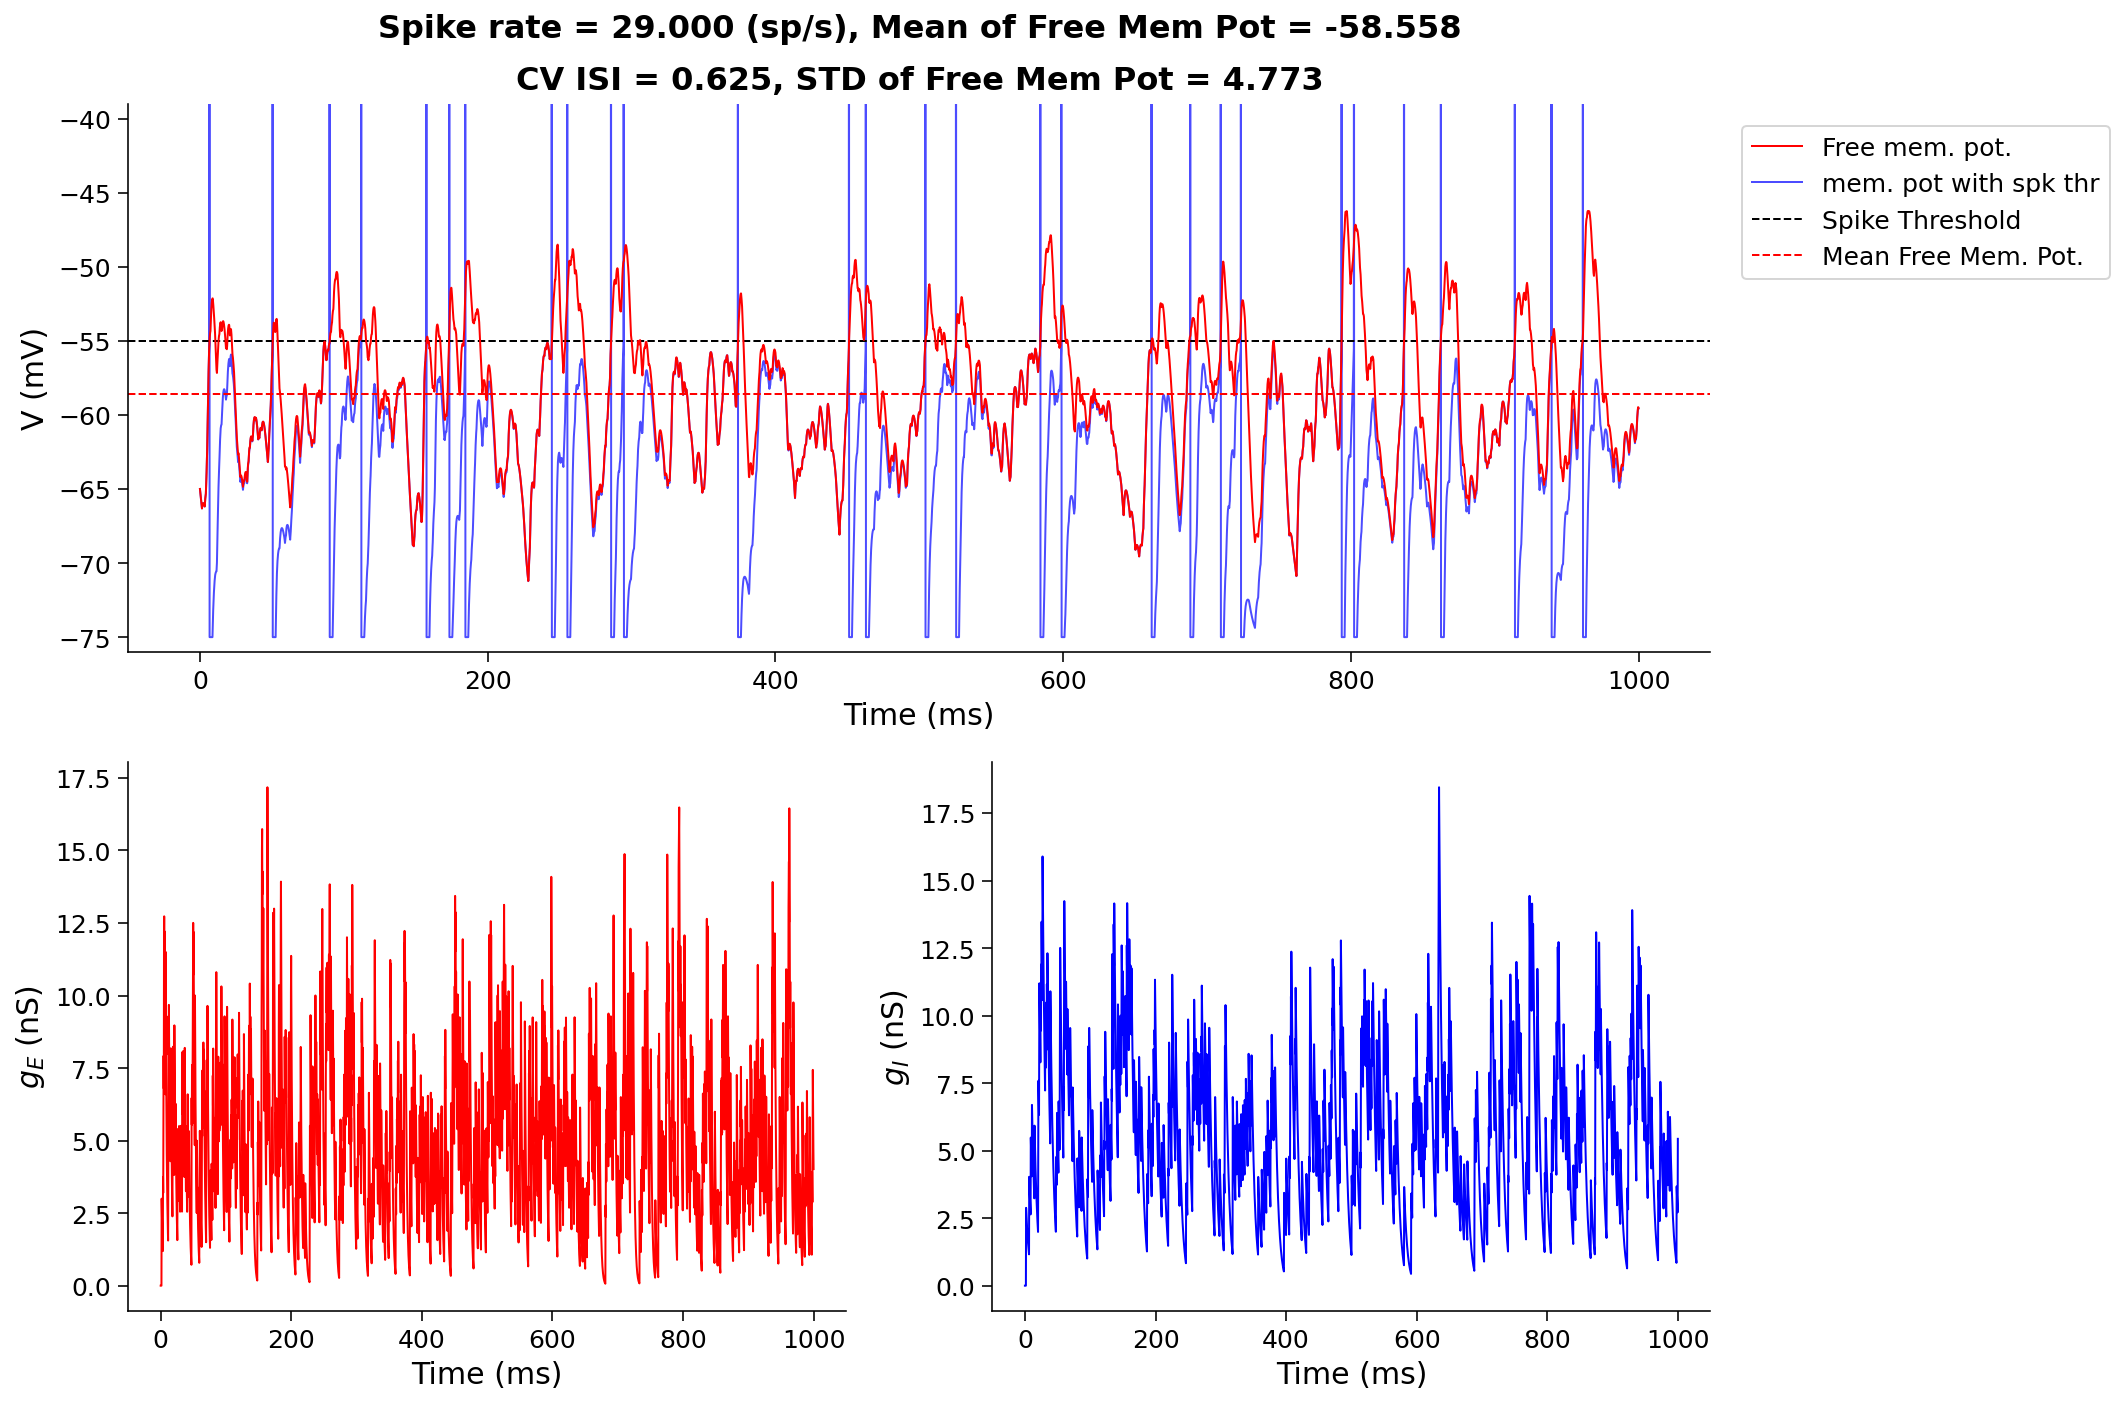 Spike rate = 29.000 (sp/s), Mean of Free Mem Pot = -58.558
CV ISI = 0.625, STD of Free Mem Pot = 4.773
V (mV)
−40
−45
−50
−55
−60
−65
−70
−75
0 200 400 600 800 1000
Time (ms)
Free mem. pot.
mem. pot with spk thr
Spike Threshold
Mean Free Mem. Pot.
g_E (nS)
17.5
15.0
12.5
10.0
7.5
5.0
2.5
0.0
0 200 400 600 800 1000
Time (ms)
g_I (nS)
17.5
15.0
12.5
10.0
7.5
5.0
2.5
0.0
0 200 400 600 800 1000
Time (ms)